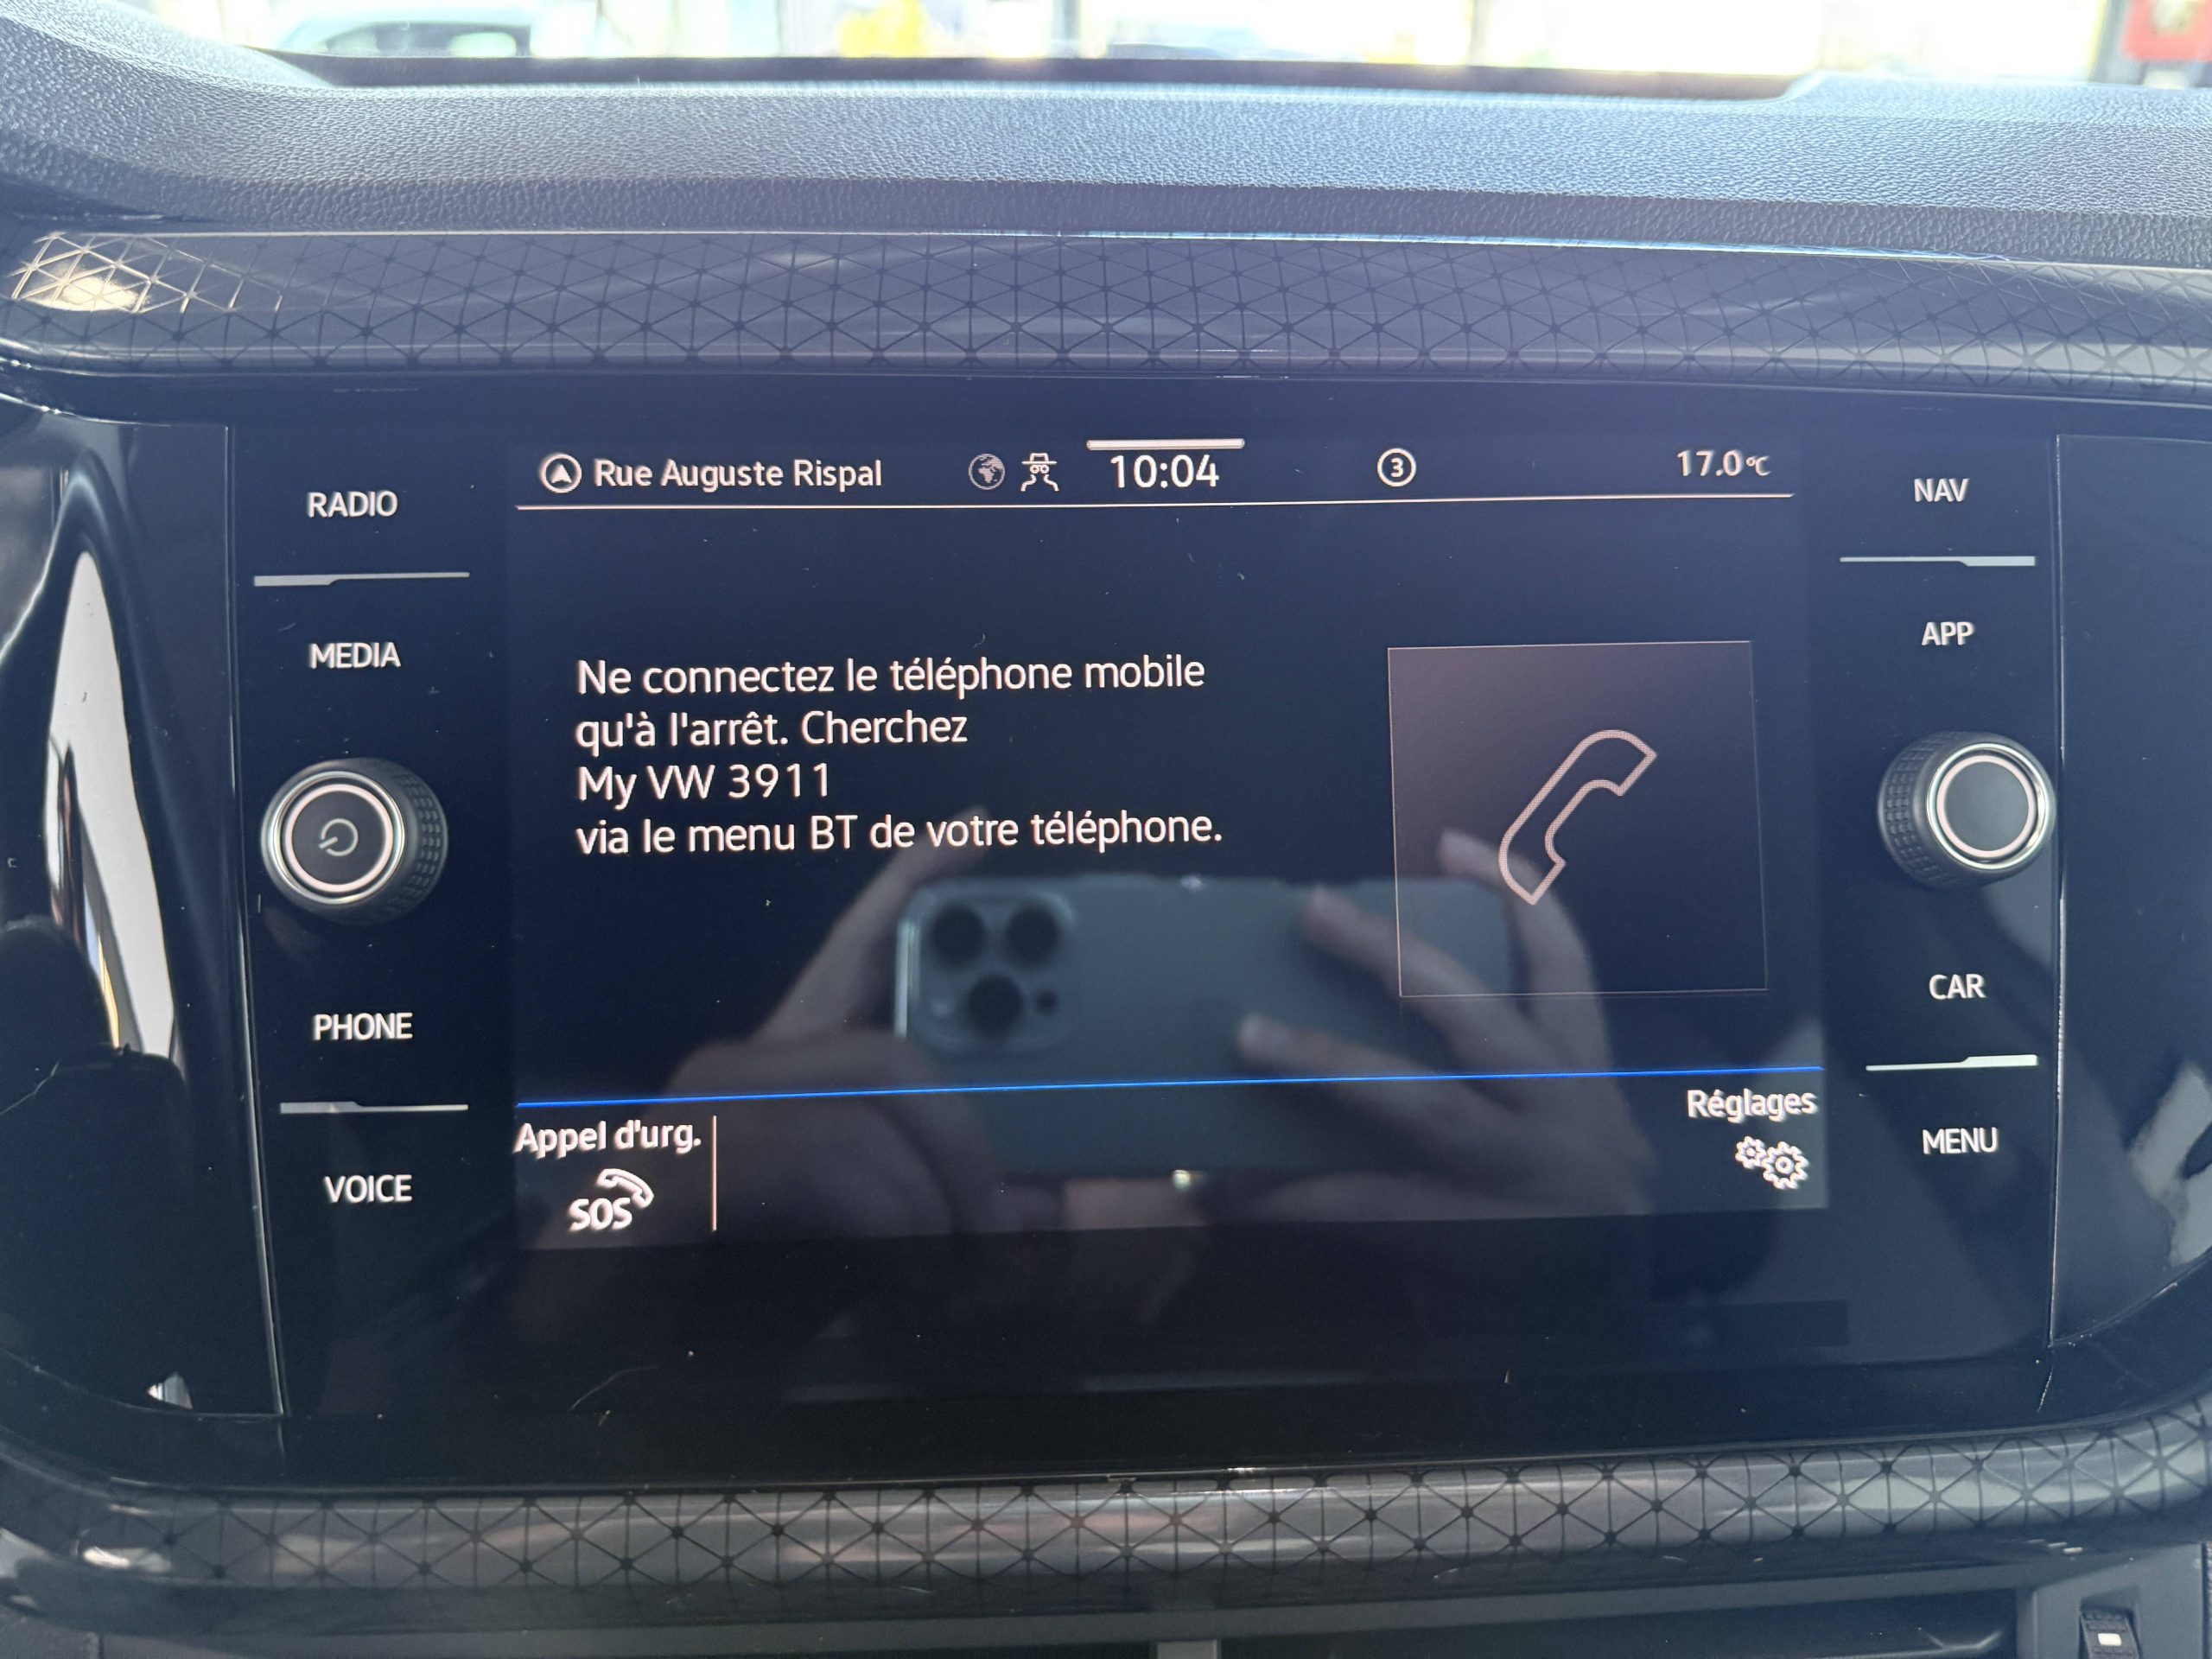 Rue Auguste Rispal 10:04 3 17.0°C
RADIO
MEDIA
PHONE
VOICE
Ne connectez le téléphone mobile
qu'à l'arrêt. Cherchez
My VW 3911
via le menu BT de votre téléphone.
Appel d'urg.
SOS
Réglages
NAV
APP
CAR
MENU